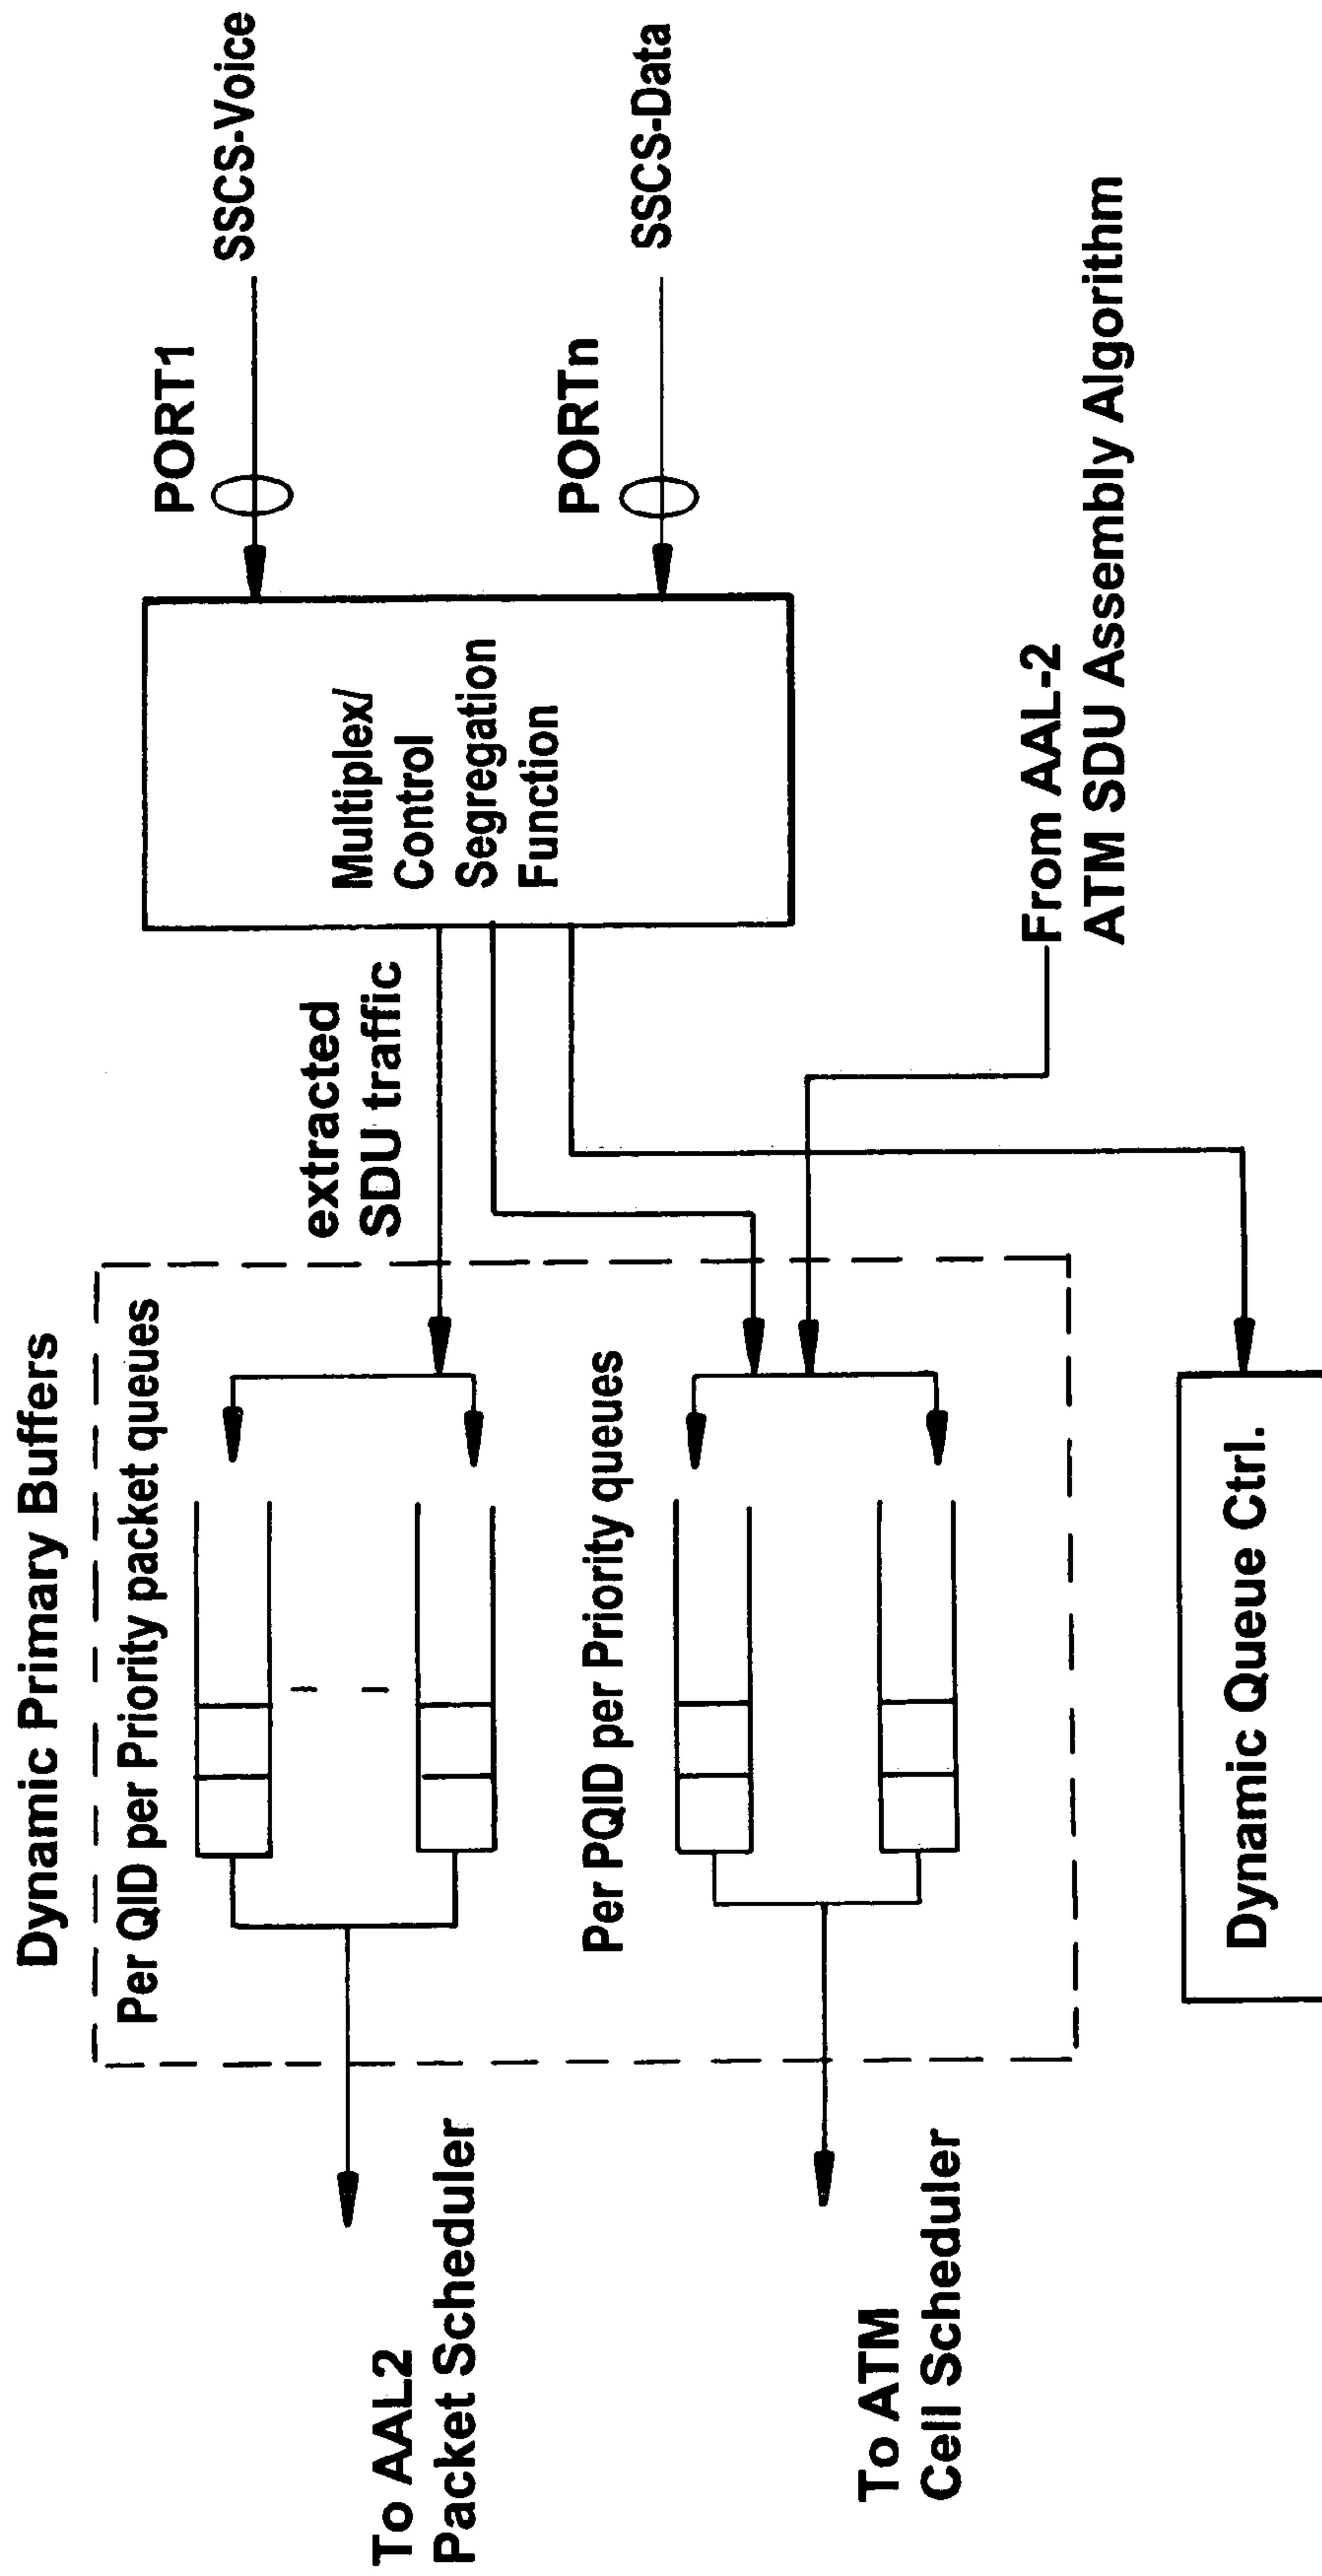 Dynamic Primary Buffers
Per QID per Priority packet queues
To AAL2
Packet Scheduler
extracted
SDU traffic
PORT1
SSCS-Voice
Multiplex/
Control
Segregation
Function
PORTn
SSCS-Data
Per PQID per Priority queues
To ATM
Cell Scheduler
From AAL-2
ATM SDU Assembly Algorithm
Dynamic Queue Ctrl.